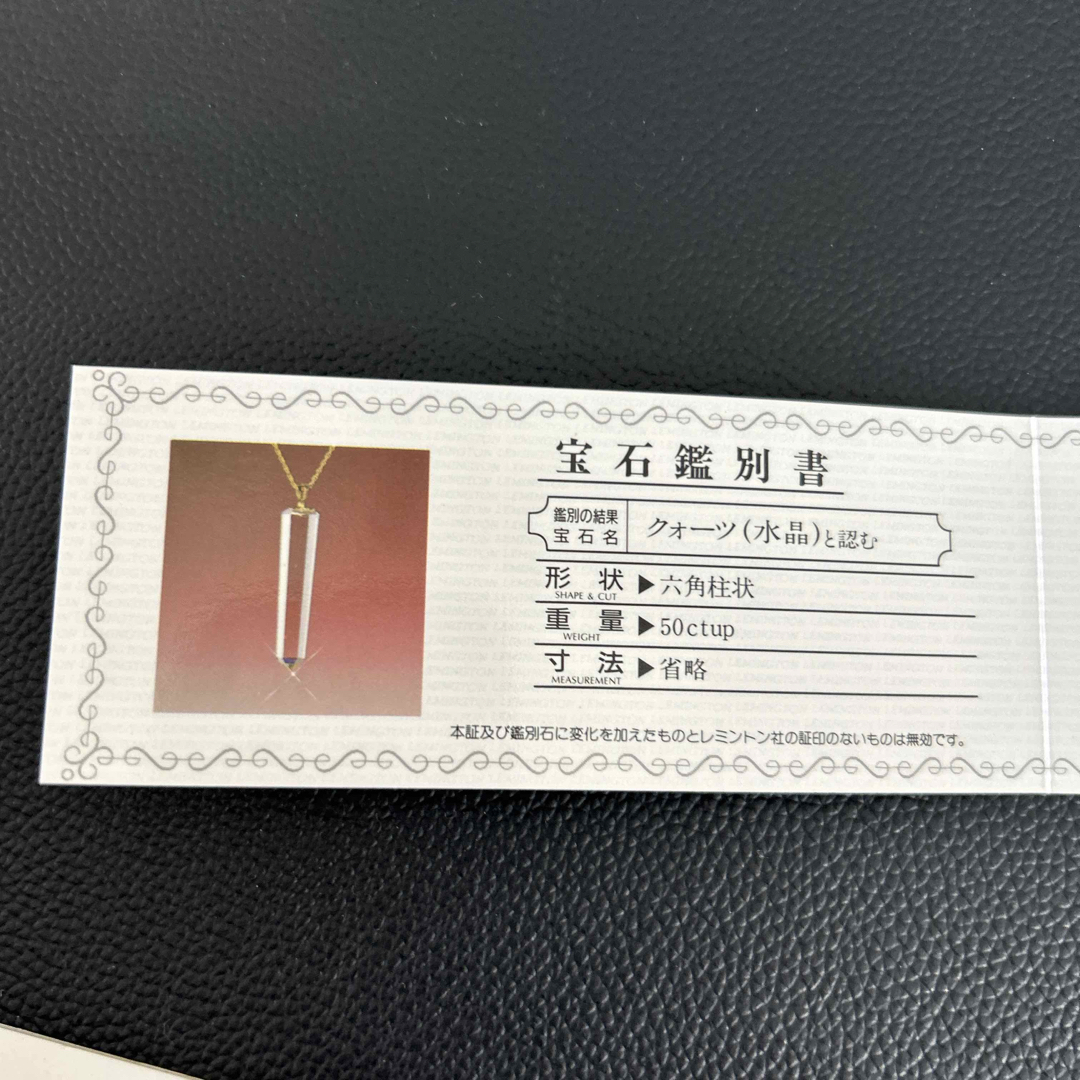 宝石鑑別書
鑑別の結果
宝石名
クォーツ(水晶)と認む
形状 ▶六角柱状
SHAPE & CUT
重量 ▶50ctup
WEIGHT
寸法 ▶省略
MEASUREMENT
本証及び鑑別石に変化を加えたものとレミントン社の証印のないものは無効です。